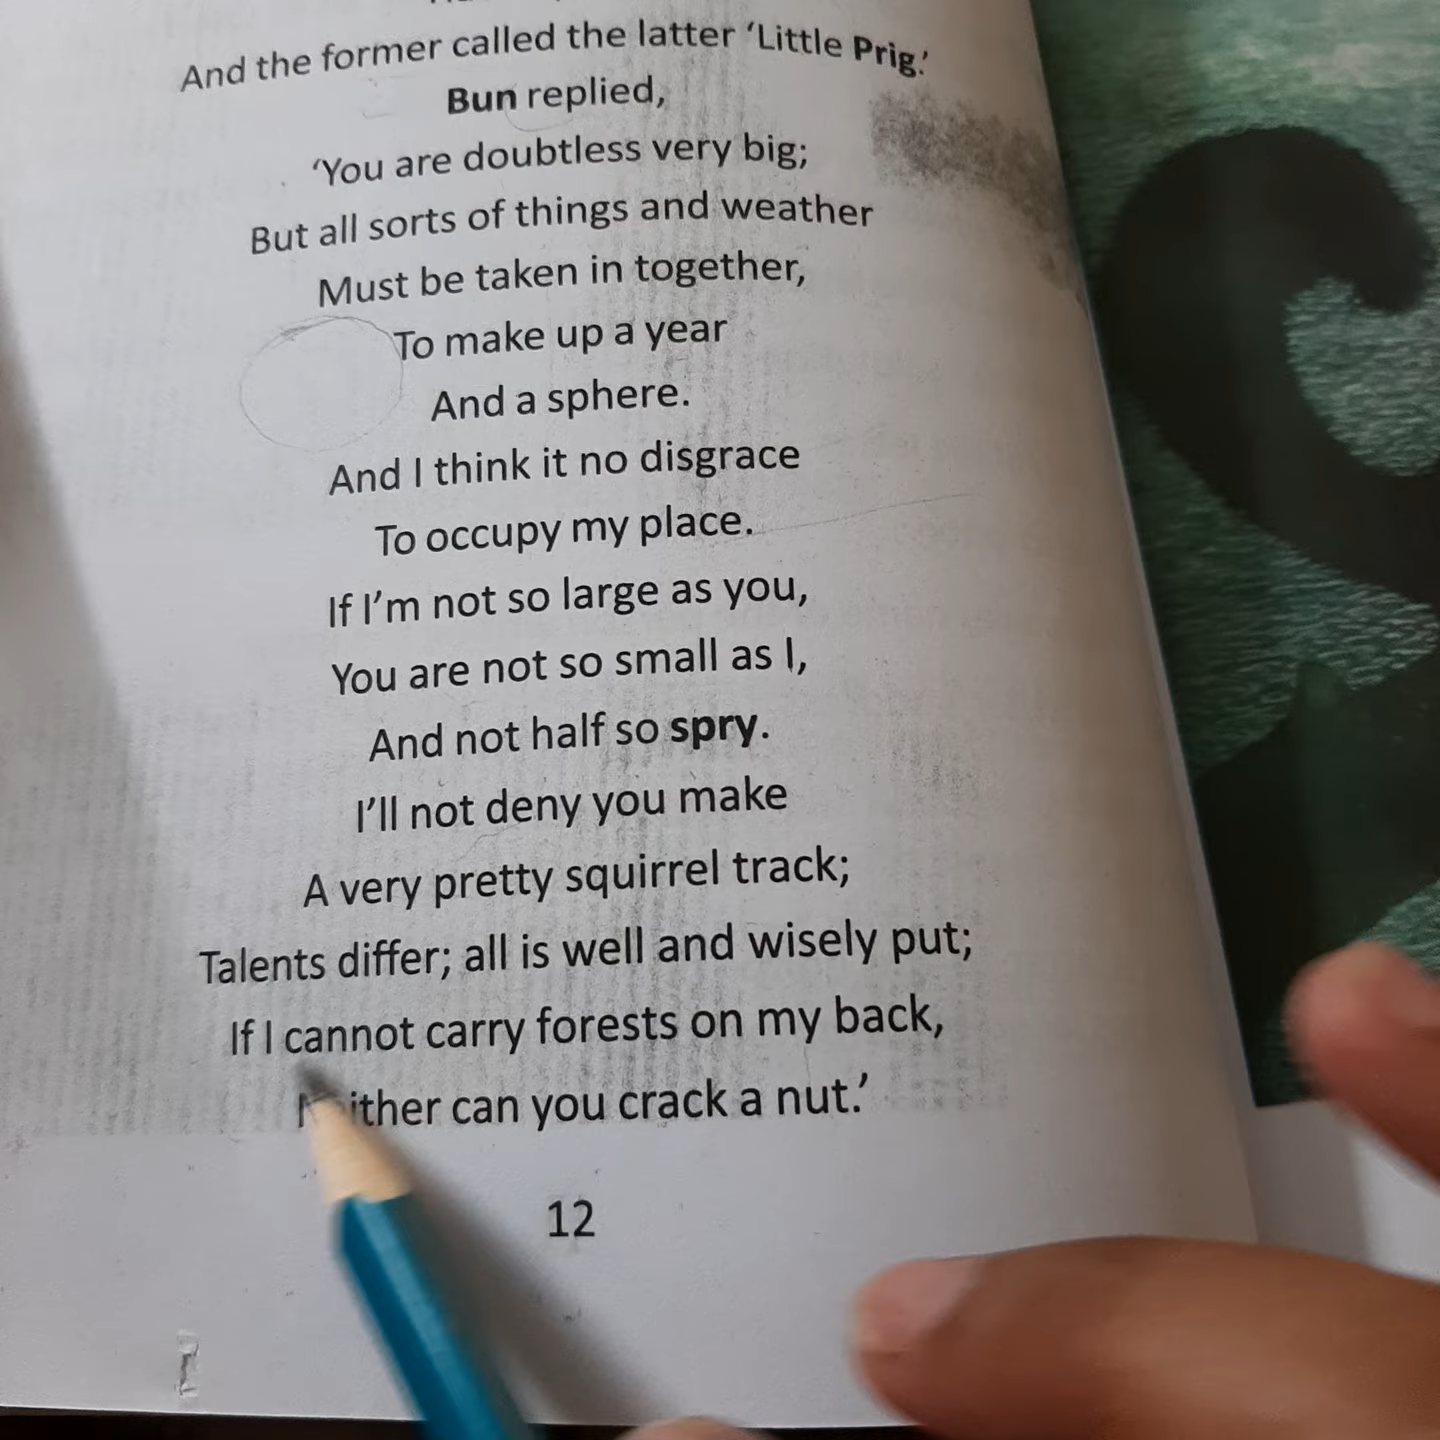 And the former called the latter ‘Little Prig.’
Bun replied,
‘You are doubtless very big;
But all sorts of things and weather
Must be taken in together,
To make up a year
And a sphere.
And I think it no disgrace
To occupy my place.
If I’m not so large as you,
You are not so small as I,
And not half so spry.
I’ll not deny you make
A very pretty squirrel track;
Talents differ; all is well and wisely put;
If I cannot carry forests on my back,
Neither can you crack a nut.’
12